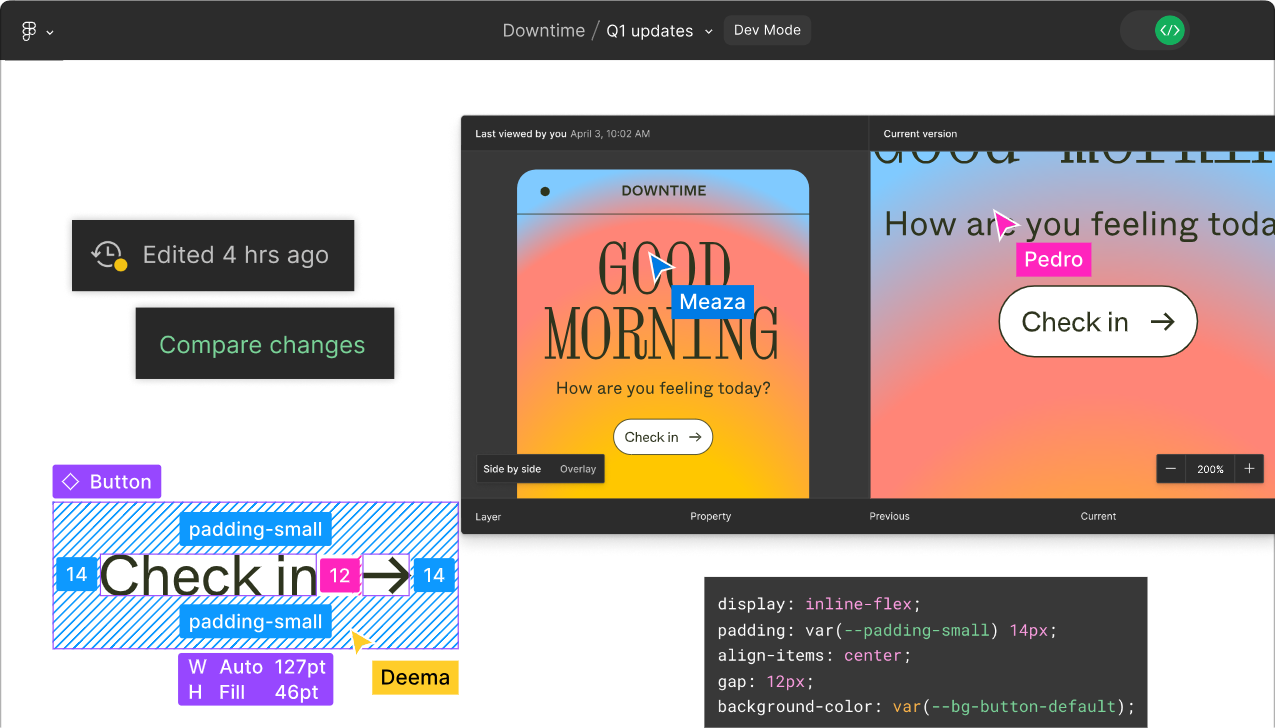 Downtime / Q1 updates
Dev Mode
</>
Last viewed by you April 3, 10:02 AM
Current version
Edited 4 hrs ago
Compare changes
DOWNTIME
GOOD
MORNING
Meaza
How are you feeling today?
Check in →
Side by side Overlay
GOOD MORNIN
How are you feeling toda
Pedro
Check in →
− 200% +
Layer Property Previous Current
Button
padding-small
14 Check in 12 → 14
padding-small
W Auto 127pt
H Fill 46pt
Deema
display: inline-flex;
padding: var(--padding-small) 14px;
align-items: center;
gap: 12px;
background-color: var(--bg-button-default);